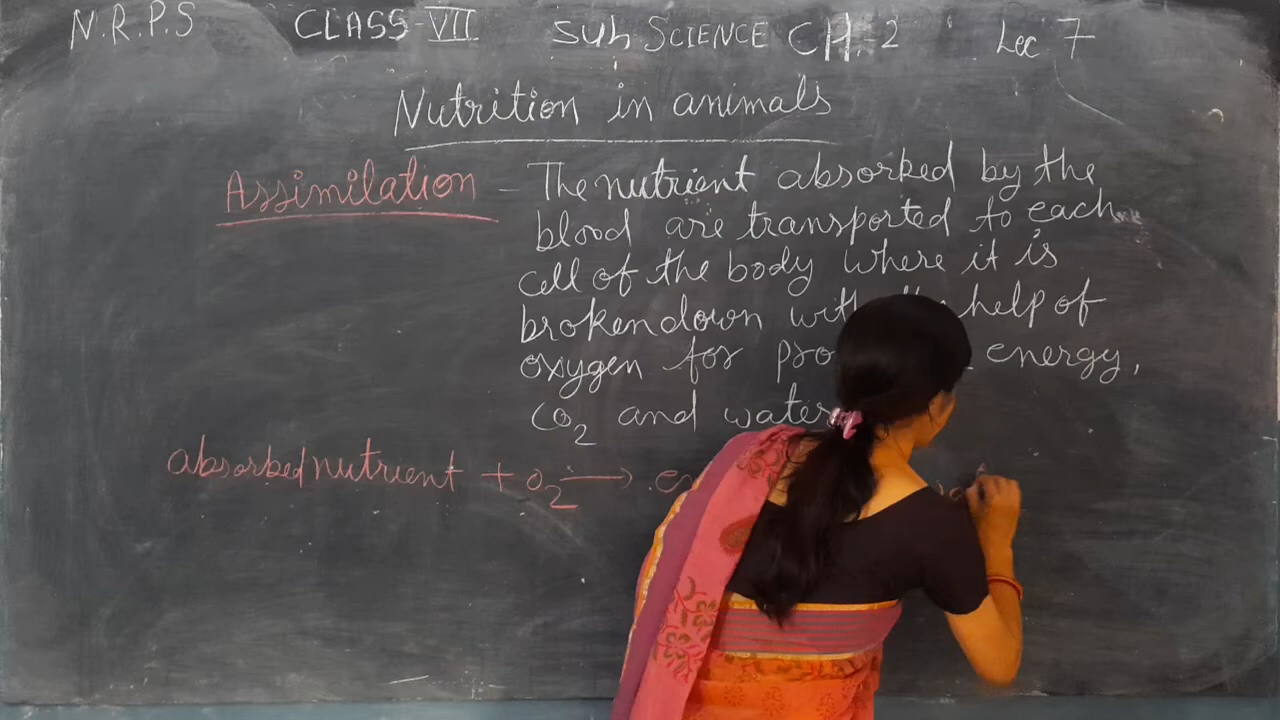 N.R.P.S CLASS-VII Sub SCIENCE CH.-2 Lec 7
Nutrition in animals
Assimilation - The nutrient absorbed by the
blood are transported to each
cell of the body where it is
brokendown help of
oxygen for energy,
CO2 and water
absorbed nutrient + O2 →